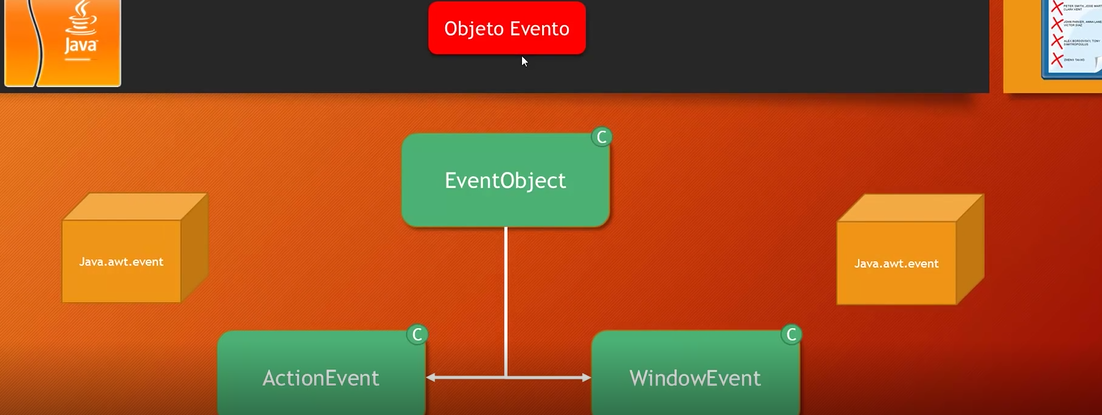 Java
Objeto Evento
C
EventObject
Java.awt.event
Java.awt.event
C
C
ActionEvent
WindowEvent